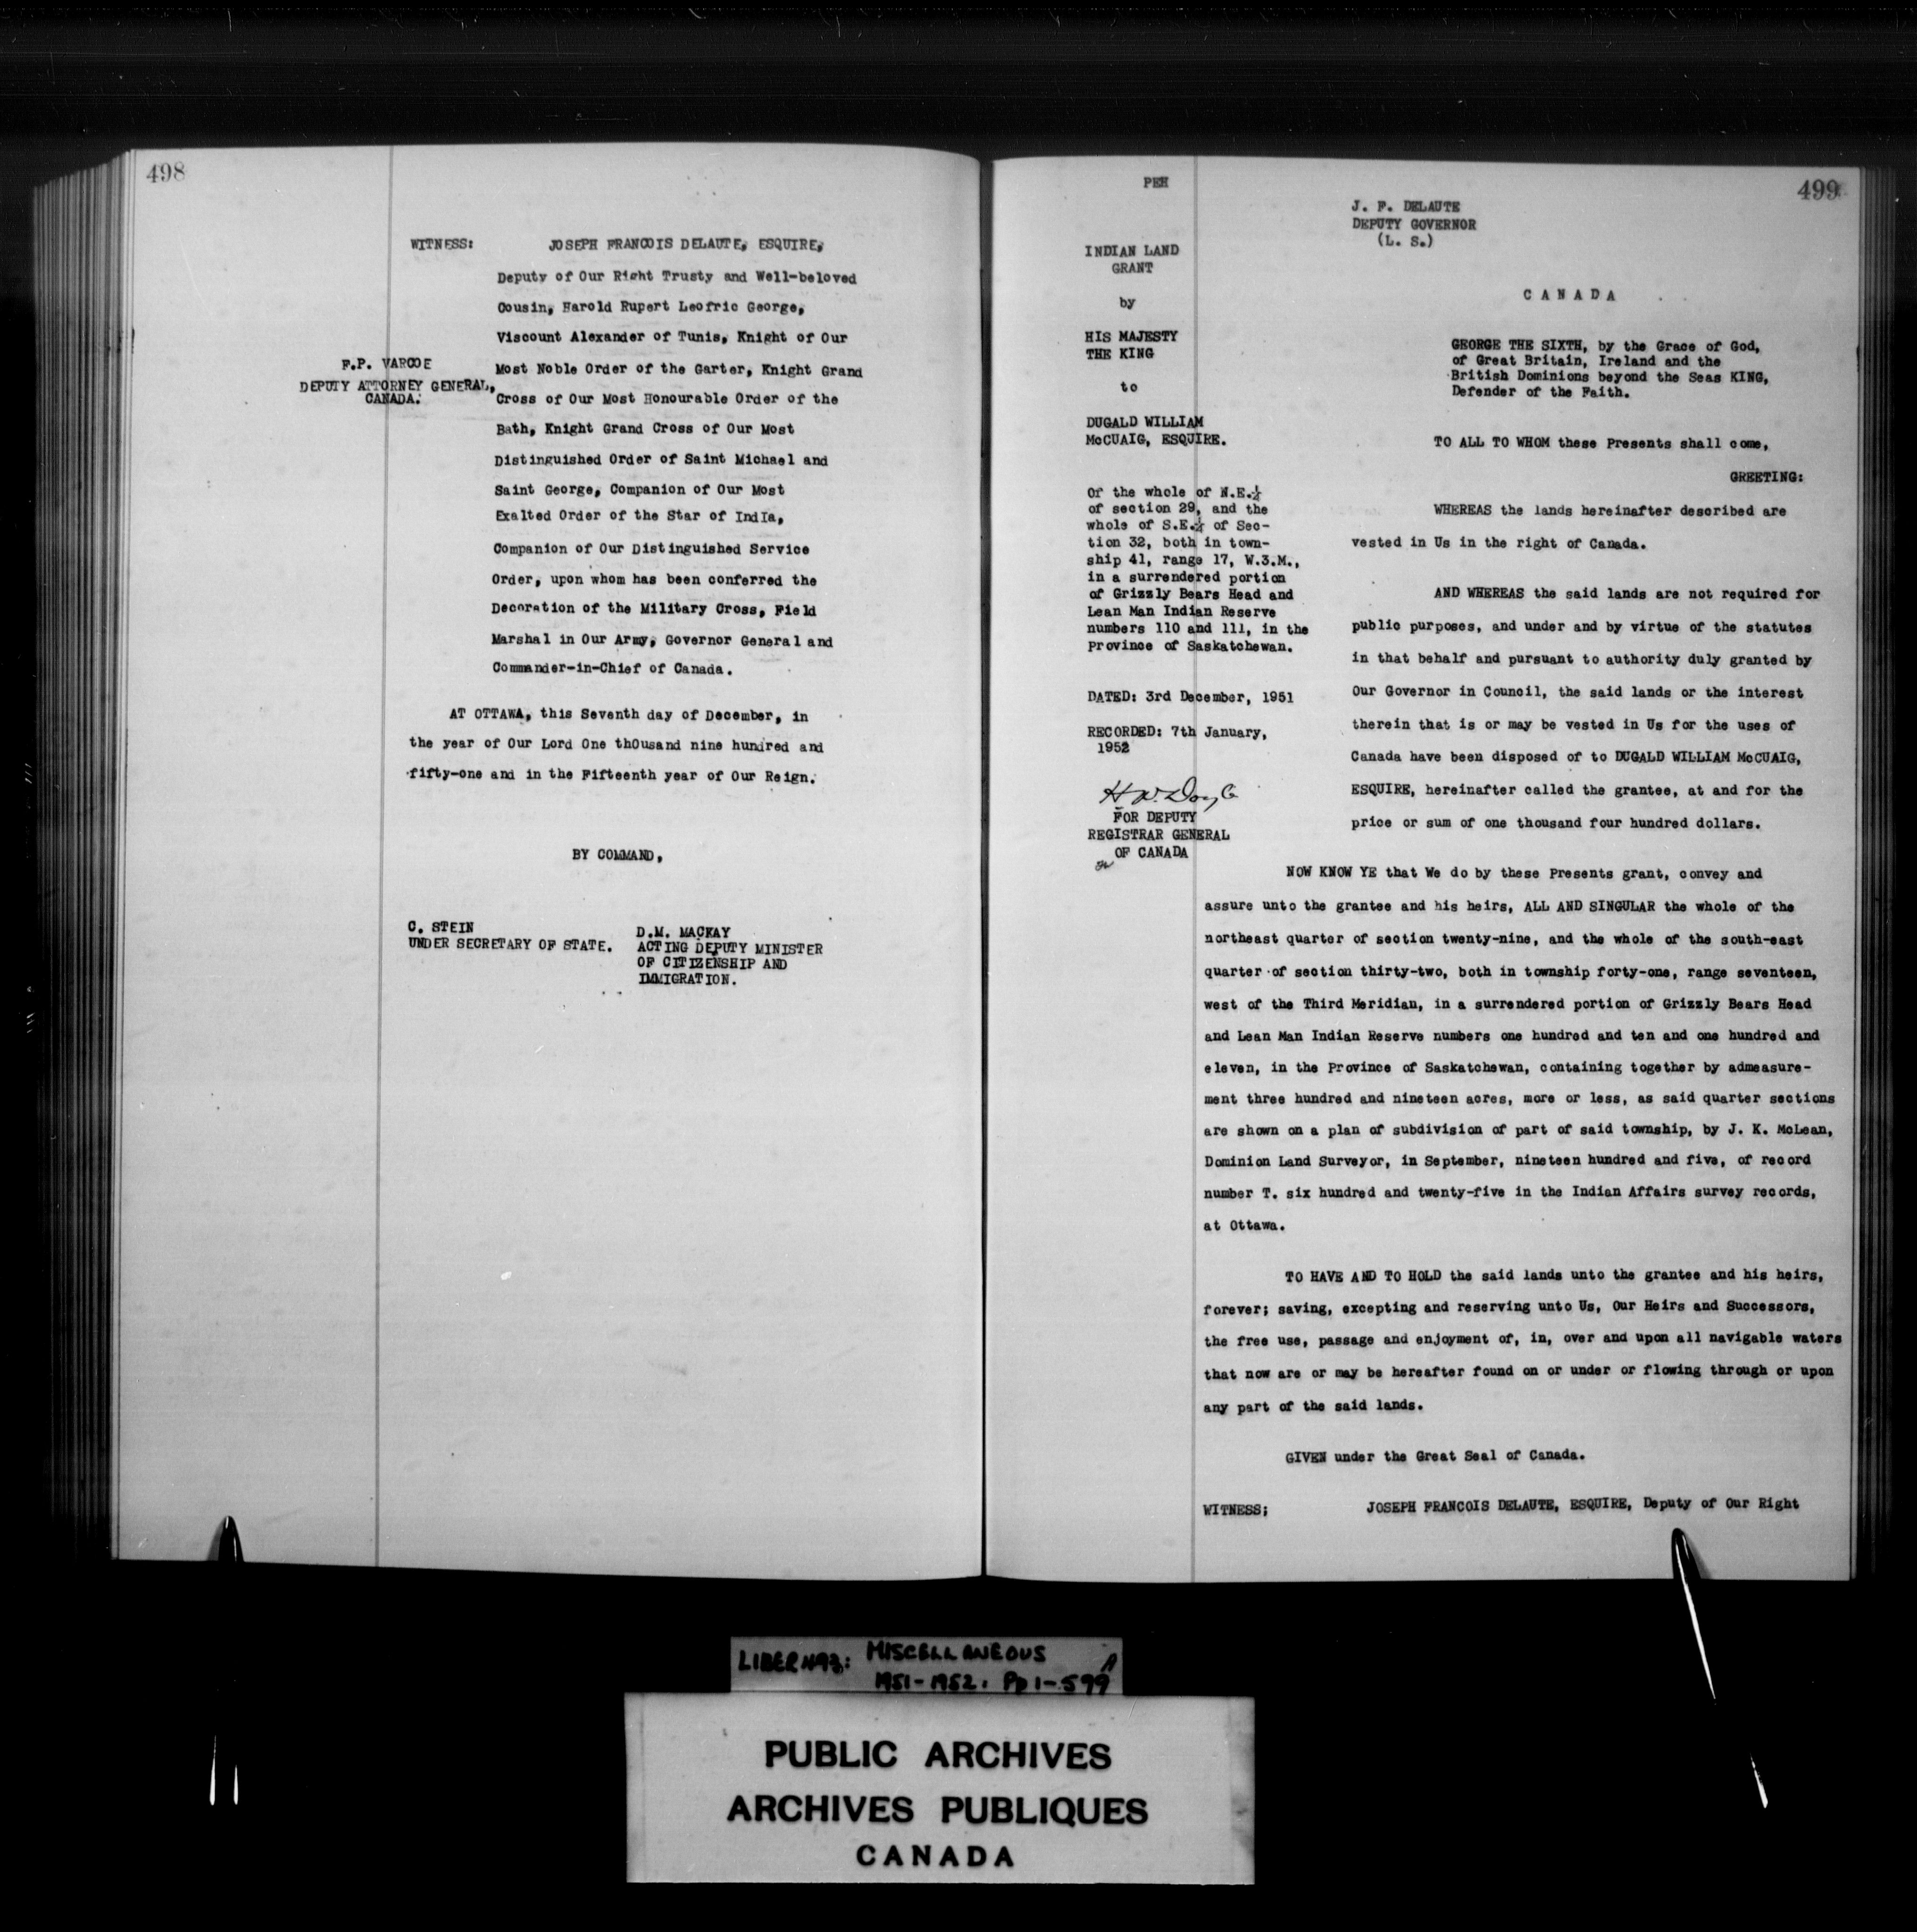 498
WITNESS: JOSEPH FRANCOIS DELAUTE, ESQUIRE,
Deputy of Our Right Trusty and Well-beloved
Cousin, Harold Rupert Leofric George,
Viscount Alexander of Tunis, Knight of Our
Most Noble Order of the Garter, Knight Grand
Cross of Our Most Honourable Order of the
Bath, Knight Grand Cross of Our Most
Distinguished Order of Saint Michael and
Saint George, Companion of Our Most
Exalted Order of the Star of IndIa,
Companion of Our Distinguished Service
Order, upon whom has been conferred the
Decoration of the Military Cross, Field
Marshal in Our Army, Governor General and
Commander-in-Chief of Canada.
F.P. VARCOE
DEPUTY ATTORNEY GENERAL,
CANADA.
AT OTTAWA, this Seventh day of December, in
the year of Our Lord One thOusand nine hundred and
fifty-one and in the Fifteenth year of Our Reign.
BY COMMAND,
C. STEIN
UNDER SECRETARY OF STATE.
D.M. MACKAY
ACTING DEPUTY MINISTER
OF CITIZENSHIP AND
IMMIGRATION.
499
PEH
INDIAN LAND
GRANT
by
HIS MAJESTY
THE KING
to
DUGALD WILLIAM
McCUAIG, ESQUIRE.
Of the whole of N.E.¼
of section 29, and the
whole of S.E.¼ of Sec-
tion 32, both in town-
ship 41, range 17, W.3.M.,
in a surrendered portion
of Grizzly Bears Head and
Lean Man Indian Reserve
numbers 110 and 111, in the
Province of Saskatchewan.
DATED: 3rd December, 1951
RECORDED: 7th January,
1952
H W. Doyle
FOR DEPUTY
REGISTRAR GENERAL
OF CANADA
J. F. DELAUTE
DEPUTY GOVERNOR
(L. S.)
C A N A D A
GEORGE THE SIXTH, by the Grace of God,
of Great Britain, Ireland and the
British Dominions beyond the Seas KING,
Defender of the Faith.
TO ALL TO WHOM these Presents shall come,
GREETING:
WHEREAS the lands hereinafter described are
vested in Us in the right of Canada.
AND WHEREAS the said lands are not required for
public purposes, and under and by virtue of the statutes
in that behalf and pursuant to authority duly granted by
Our Governor in Council, the said lands or the interest
therein that is or may be vested in Us for the uses of
Canada have been disposed of to DUGALD WILLIAM McCUAIG,
ESQUIRE, hereinafter called the grantee, at and for the
price or sum of one thousand four hundred dollars.
NOW KNOW YE that We do by these Presents grant, convey and
assure unto the grantee and his heirs, ALL AND SINGULAR the whole of the
northeast quarter of section twenty-nine, and the whole of the south-east
quarter of section thirty-two, both in township forty-one, range seventeen,
west of the Third Meridian, in a surrendered portion of Grizzly Bears Head
and Lean Man Indian Reserve numbers one hundred and ten and one hundred and
eleven, in the Province of Saskatchewan, containing together by admeasure-
ment three hundred and nineteen acres, more or less, as said quarter sections
are shown on a plan of subdivision of part of said township, by J. K. McLean,
Dominion Land Surveyor, in September, nineteen hundred and five, of record
number T. six hundred and twenty-five in the Indian Affairs survey records,
at Ottawa.
TO HAVE AND TO HOLD the said lands unto the grantee and his heirs,
forever; saving, excepting and reserving unto Us, Our Heirs and Successors,
the free use, passage and enjoyment of, in, over and upon all navigable waters
that now are or may be hereafter found on or under or flowing through or upon
any part of the said lands.
GIVEN under the Great Seal of Canada.
WITNESS; JOSEPH FRANCOIS DELAUTE, ESQUIRE, Deputy of Our Right
LIBER 493: MISCELLANEOUS A
1951-1952. Pp 1-599
PUBLIC ARCHIVES
ARCHIVES PUBLIQUES
CANADA